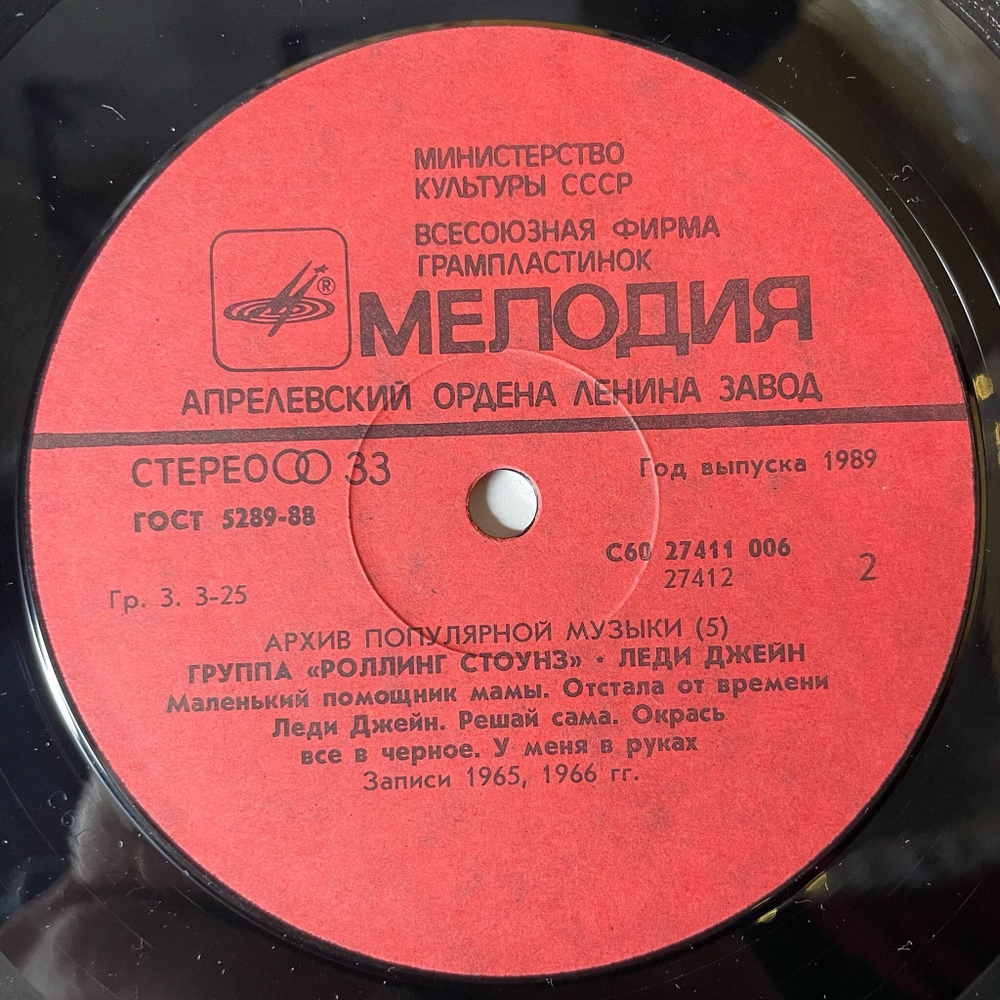 МИНИСТЕРСТВО
КУЛЬТУРЫ СССР
ВСЕСОЮЗНАЯ ФИРМА
ГРАМПЛАСТИНОК
®
МЕЛОДИЯ
АПРЕЛЕВСКИЙ ОРДЕНА ЛЕНИНА ЗАВОД
СТЕРЕО 33
Год выпуска 1989
ГОСТ 5289-88
С60 27411 006
27412
2
Гр. 3. 3-25
АРХИВ ПОПУЛЯРНОЙ МУЗЫКИ (5)
ГРУППА «РОЛЛИНГ СТОУНЗ» · ЛЕДИ ДЖЕЙН
Маленький помощник мамы. Отстала от времени
Леди Джейн. Решай сама. Окрась
все в черное. У меня в руках
Записи 1965, 1966 гг.